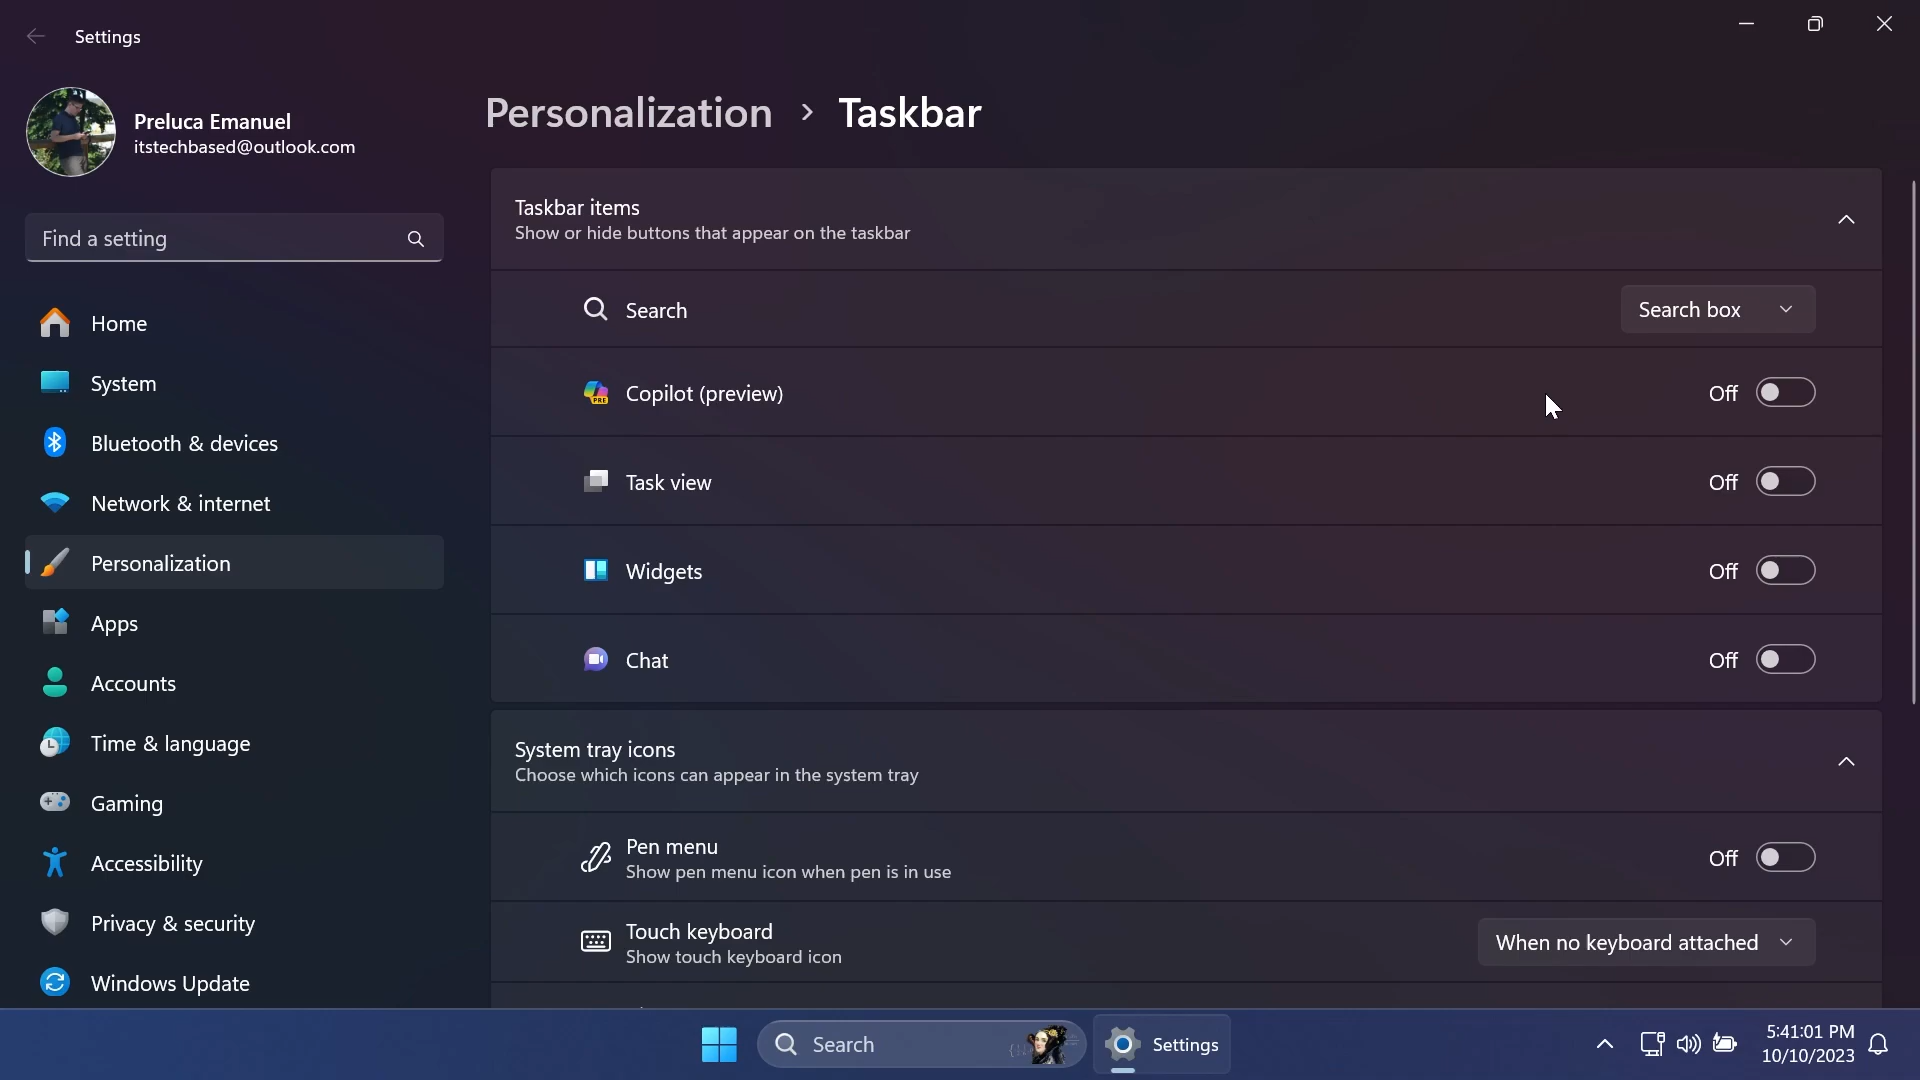 Settings
Preluca Emanuel
itstechbased@outlook.com
Find a setting
Home
System
Bluetooth & devices
Network & internet
Personalization
Apps
Accounts
Time & language
Gaming
Accessibility
Privacy & security
Windows Update
Personalization > Taskbar
Taskbar items
Show or hide buttons that appear on the taskbar
Search
Search box
PRE
Copilot (preview)
Off
Task view
Off
Widgets
Off
Chat
Off
System tray icons
Choose which icons can appear in the system tray
Pen menu
Show pen menu icon when pen is in use
Off
Touch keyboard
Show touch keyboard icon
When no keyboard attached
Search
Settings
5:41:01 PM
10/10/2023